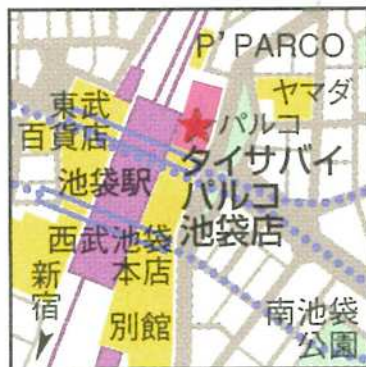 P' PARCO
ヤマダ
東武
百貨店
パルコ
タイサバイ
パルコ
池袋店
池袋駅
西武池袋
本店
新宿
別館
南池袋
公園